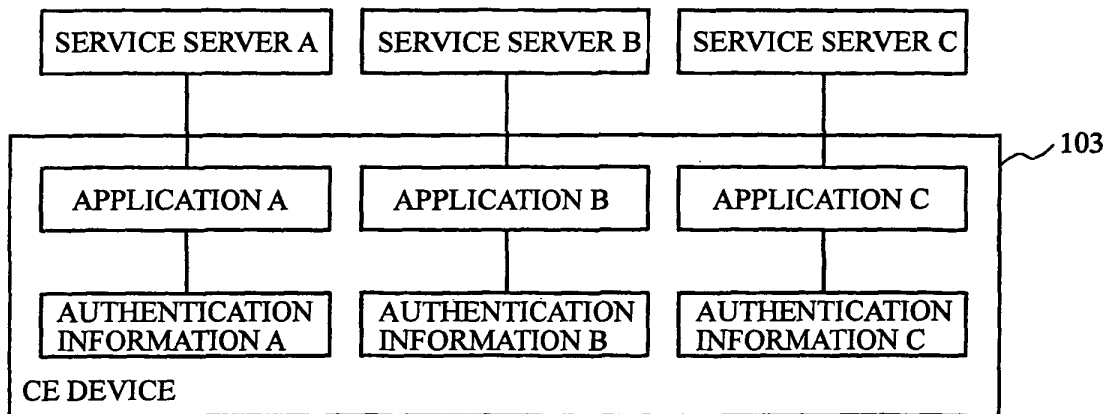 SERVICE SERVER A
SERVICE SERVER B
SERVICE SERVER C
103
APPLICATION A
APPLICATION B
APPLICATION C
AUTHENTICATION
INFORMATION A
AUTHENTICATION
INFORMATION B
AUTHENTICATION
INFORMATION C
CE DEVICE